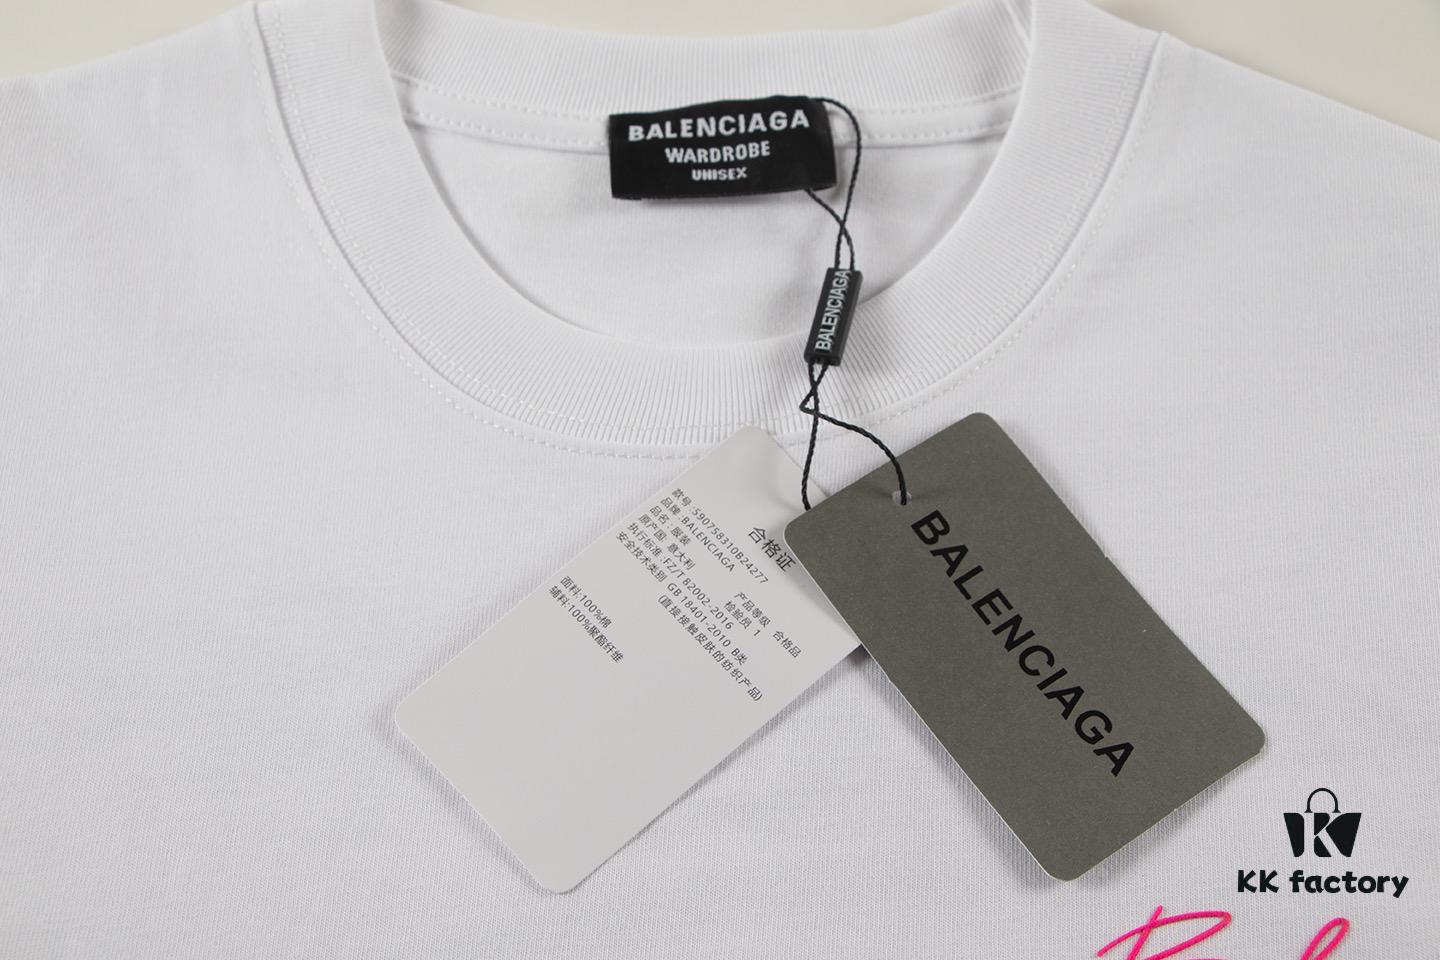 BALENCIAGA
WARDROBE
UNISEX
BALENCIAGA
合格证
款号:590758310B24277
品牌:BALENCIAGA
品名:服装
原产国:意大利
执行标准:FZ/T 82002-2016
安全技术类别 GB 18401-2010 B类
(直接接触皮肤的纺织产品)
产品等级 合格品
检验员 1
面料:100%棉
辅料:100%聚酯纤维
BALENCIAGA
KK factory